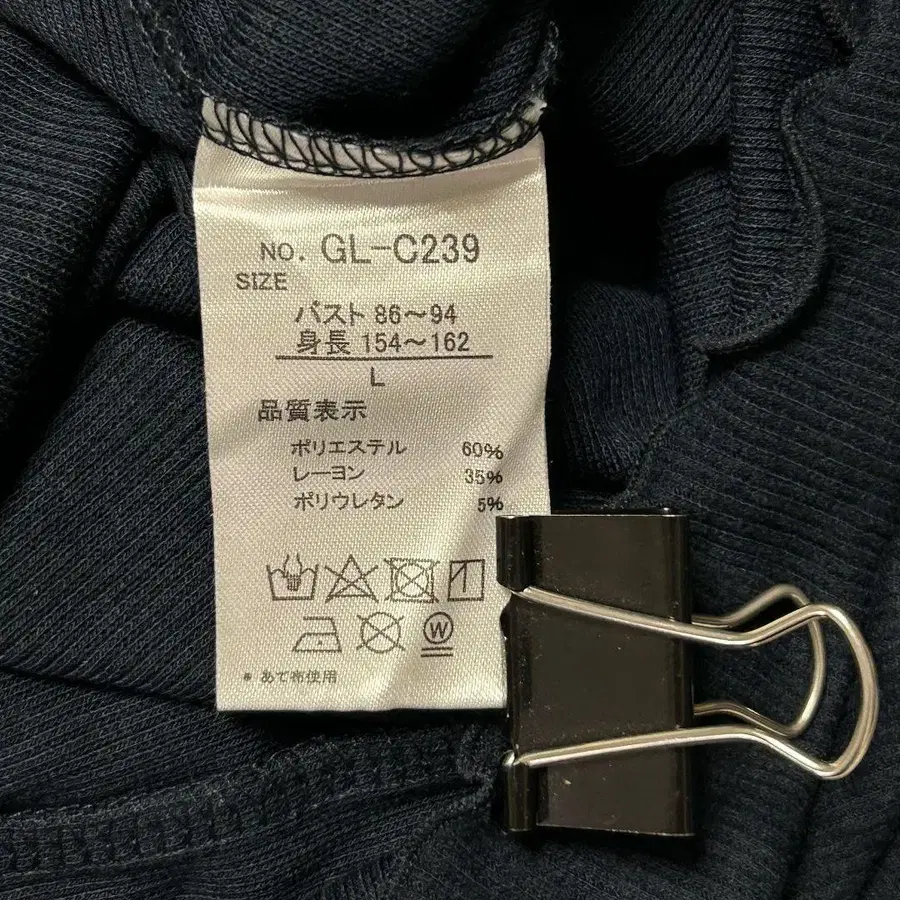 NO. GL-C239
SIZE
バスト 86～94
身長 154～162
L
品質表示
ポリエステル 60%
レーヨン 35%
ポリウレタン 5%
W
* あて布使用